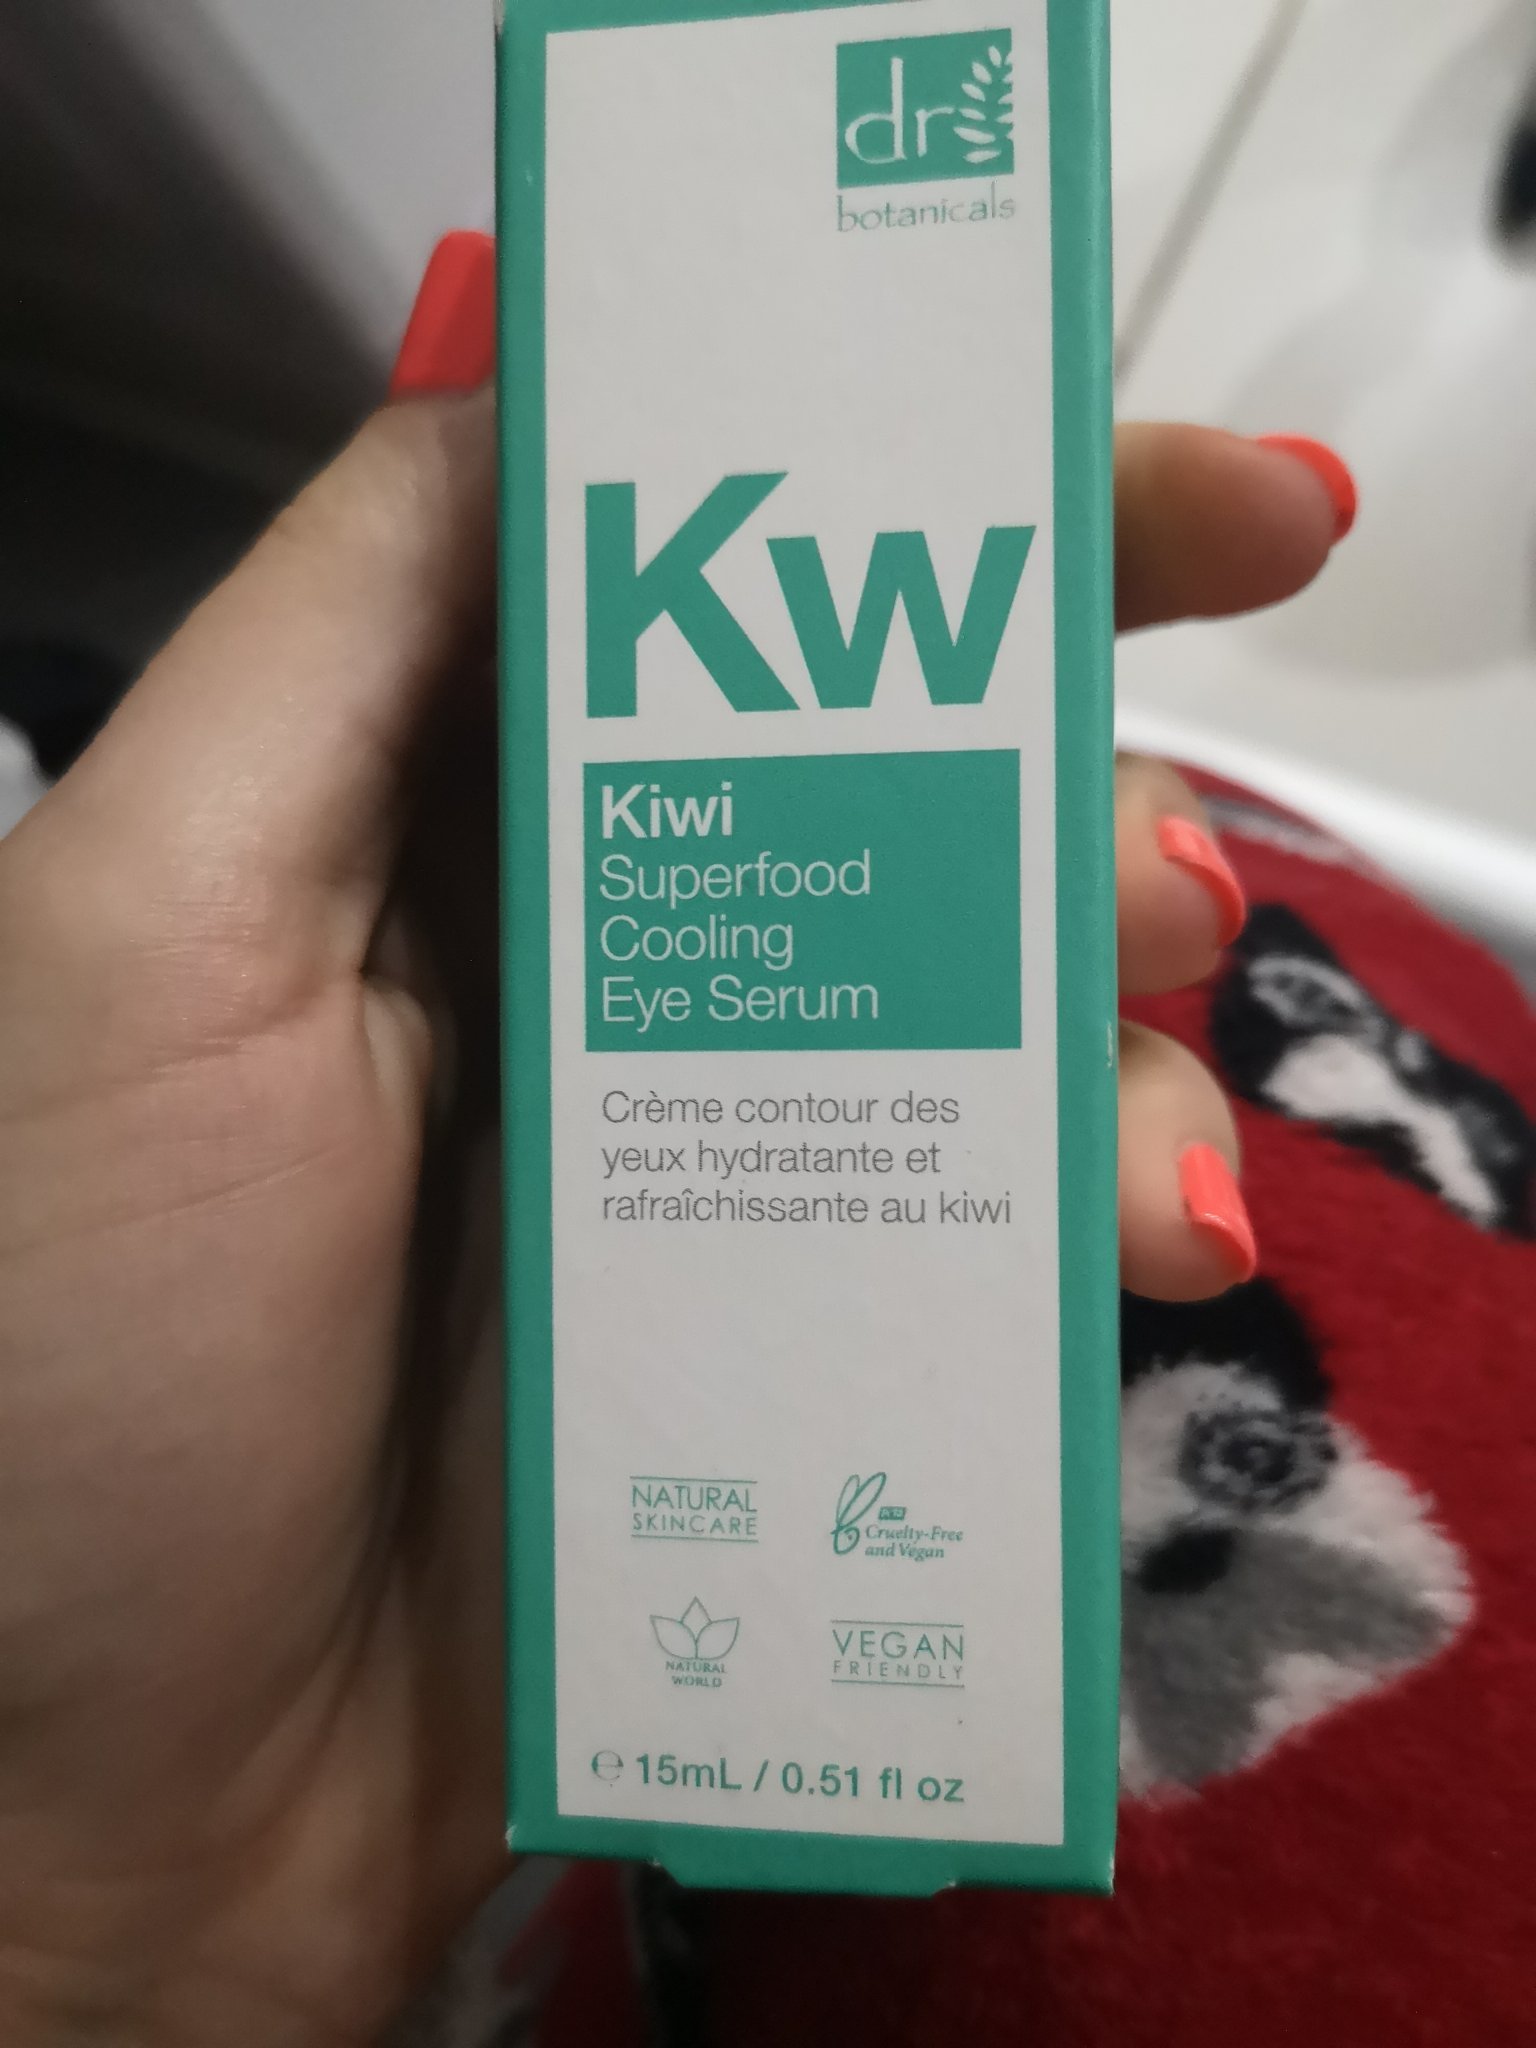 dr
botanicals
Kw
Kiwi
Superfood
Cooling
Eye Serum
Crème contour des
yeux hydratante et
rafraîchissante au kiwi
NATURAL
SKINCARE
Cruelty-Free
and Vegan
NATURAL
WORLD
VEGAN
FRIENDLY
℮ 15mL / 0.51 fl oz